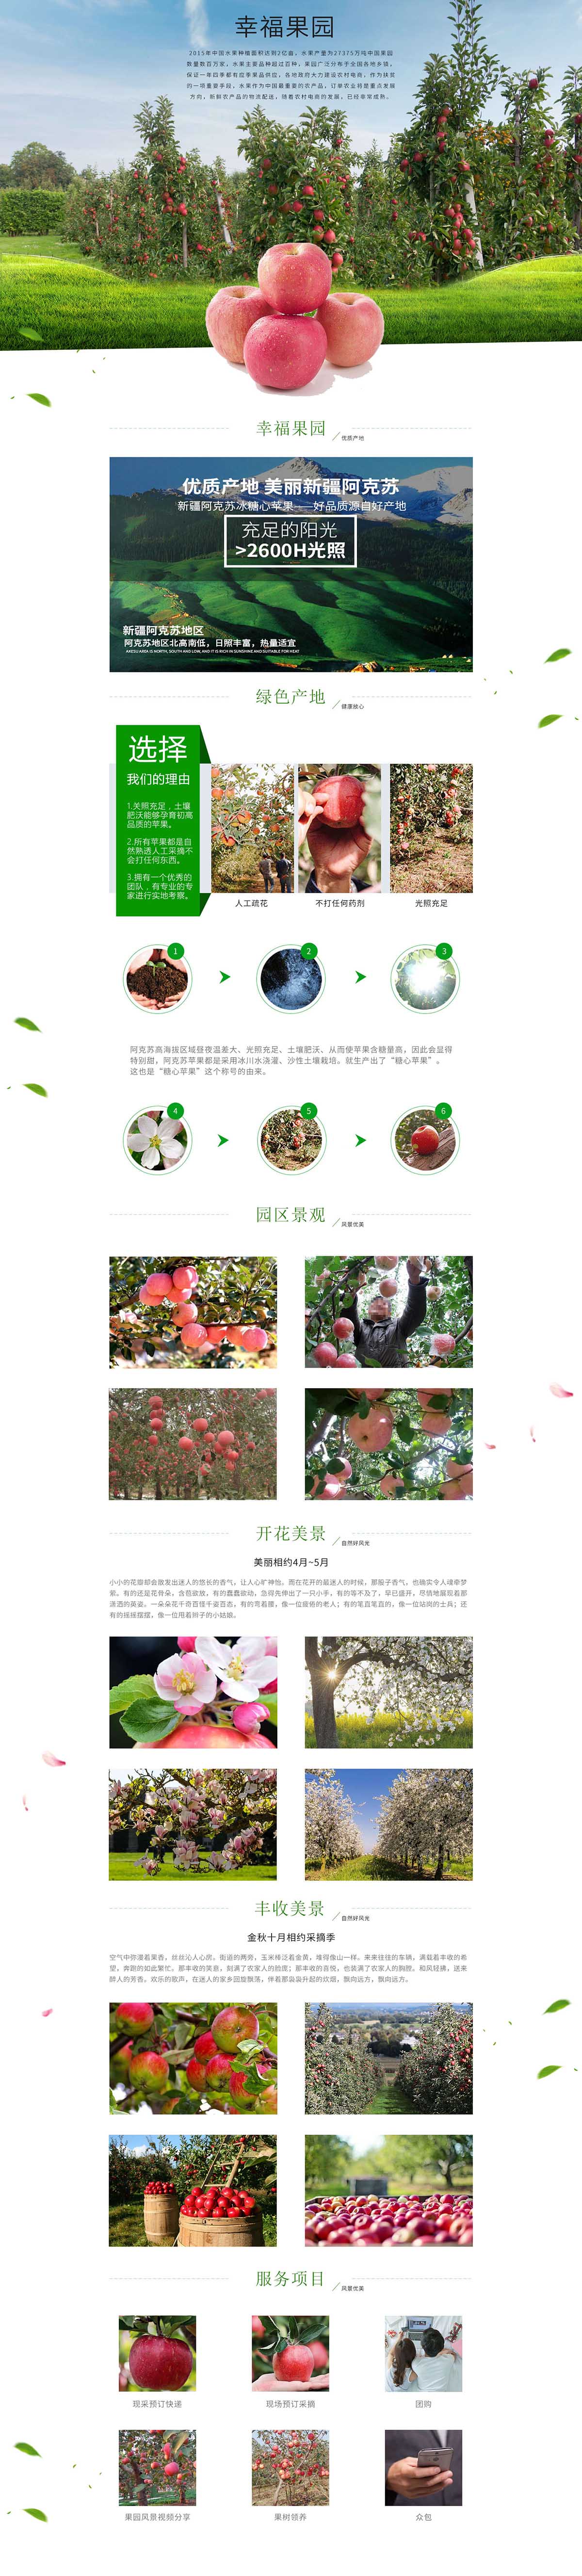 幸福果园
2015年中国水果种植面积达到2亿亩，水果产量为27375万吨中国果园
数量数百万家，水果主要品种超过百种，果园广泛分布于全国各地乡镇，
保证一年四季都有应季果品供应，各地政府大力建设农村电商，作为扶贫
的一项重要手段，水果作为中国最重要的农产品，订单农业将是重点发展
方向，新鲜农产品的物流配送，随着农村电商的发展，已经非常成熟。
幸福果园
优质产地
优质产地 美丽新疆阿克苏
新疆阿克苏冰糖心苹果——好品质源自好产地
充足的阳光
>2600H光照
新疆阿克苏地区
阿克苏地区北高南低，日照丰富，热量适宜
AKESU AREA IS NORTH, SOUTH AND LOW, AND IT IS RICH IN SUNSHINE AND SUITABLE FOR HEAT
绿色产地
健康放心
选择
我们的理由
1.关照充足，土壤
肥沃能够孕育初高
品质的苹果。
2.所有苹果都是自
然熟透人工采摘不
会打任何东西。
3.拥有一个优秀的
团队，有专业的专
家进行实地考察。
人工疏花
不打任何药剂
光照充足
1
2
3
阿克苏高海拔区域昼夜温差大、光照充足、土壤肥沃、从而使苹果含糖量高，因此会显得
特别甜，阿克苏苹果都是采用冰川水浇灌、沙性土壤栽培。就生产出了“糖心苹果”。
这也是“糖心苹果”这个称号的由来。
4
5
6
园区景观
风景优美
开花美景
自然好风光
美丽相约4月~5月
小小的花瓣却会散发出迷人的悠长的香气，让人心旷神怡。而在花开的最迷人的时候，那股子香气，也确实令人魂牵梦
萦。有的还是花骨朵，含苞欲放，有的蠢蠢欲动，急得先伸出了一只小手，有的等不及了，早已盛开，尽情地展现着那
潇洒的英姿。一朵朵花千奇百怪千姿百态，有的弯着腰，像一位疲倦的老人；有的笔直笔直的，像一位站岗的士兵；还
有的摇摇摆摆，像一位甩着辫子的小姑娘。
丰收美景
自然好风光
金秋十月相约采摘季
空气中弥漫着果香，丝丝沁人心房、街道的两旁，玉米棒泛着金黄，堆得像山一样。来来往往的车辆，满载着丰收的希
望，奔跑的如此繁忙。那丰收的笑意，刻满了农家人的脸庞；那丰收的喜悦，也装满了农家人的胸膛。和风轻拂，送来
醉人的芳香。欢乐的歌声，在迷人的家乡回旋飘荡，伴着那袅袅升起的炊烟，飘向远方，飘向远方。
服务项目
风景优美
现采预订快递
现场预订采摘
团购
果园风景视频分享
果树领养
众包